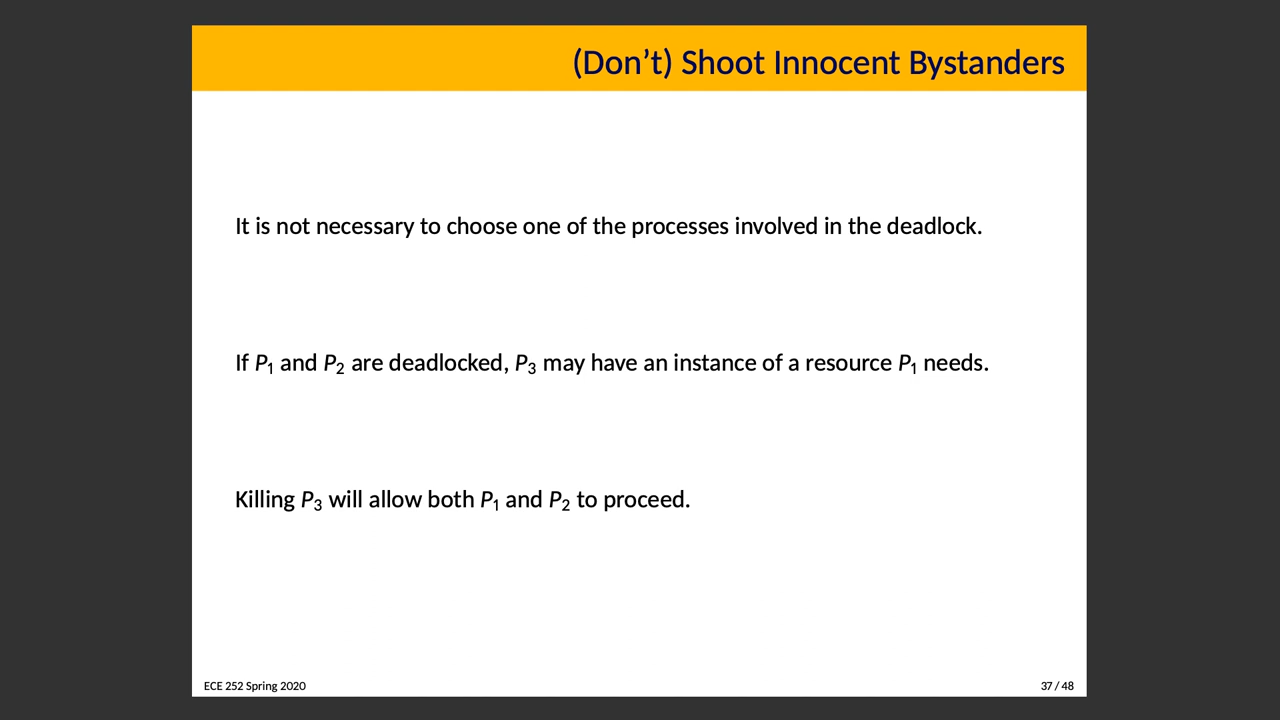 (Don’t) Shoot Innocent Bystanders
It is not necessary to choose one of the processes involved in the deadlock.
If P₁ and P₂ are deadlocked, P₃ may have an instance of a resource P₁ needs.
Killing P₃ will allow both P₁ and P₂ to proceed.
ECE 252 Spring 2020
37 / 48